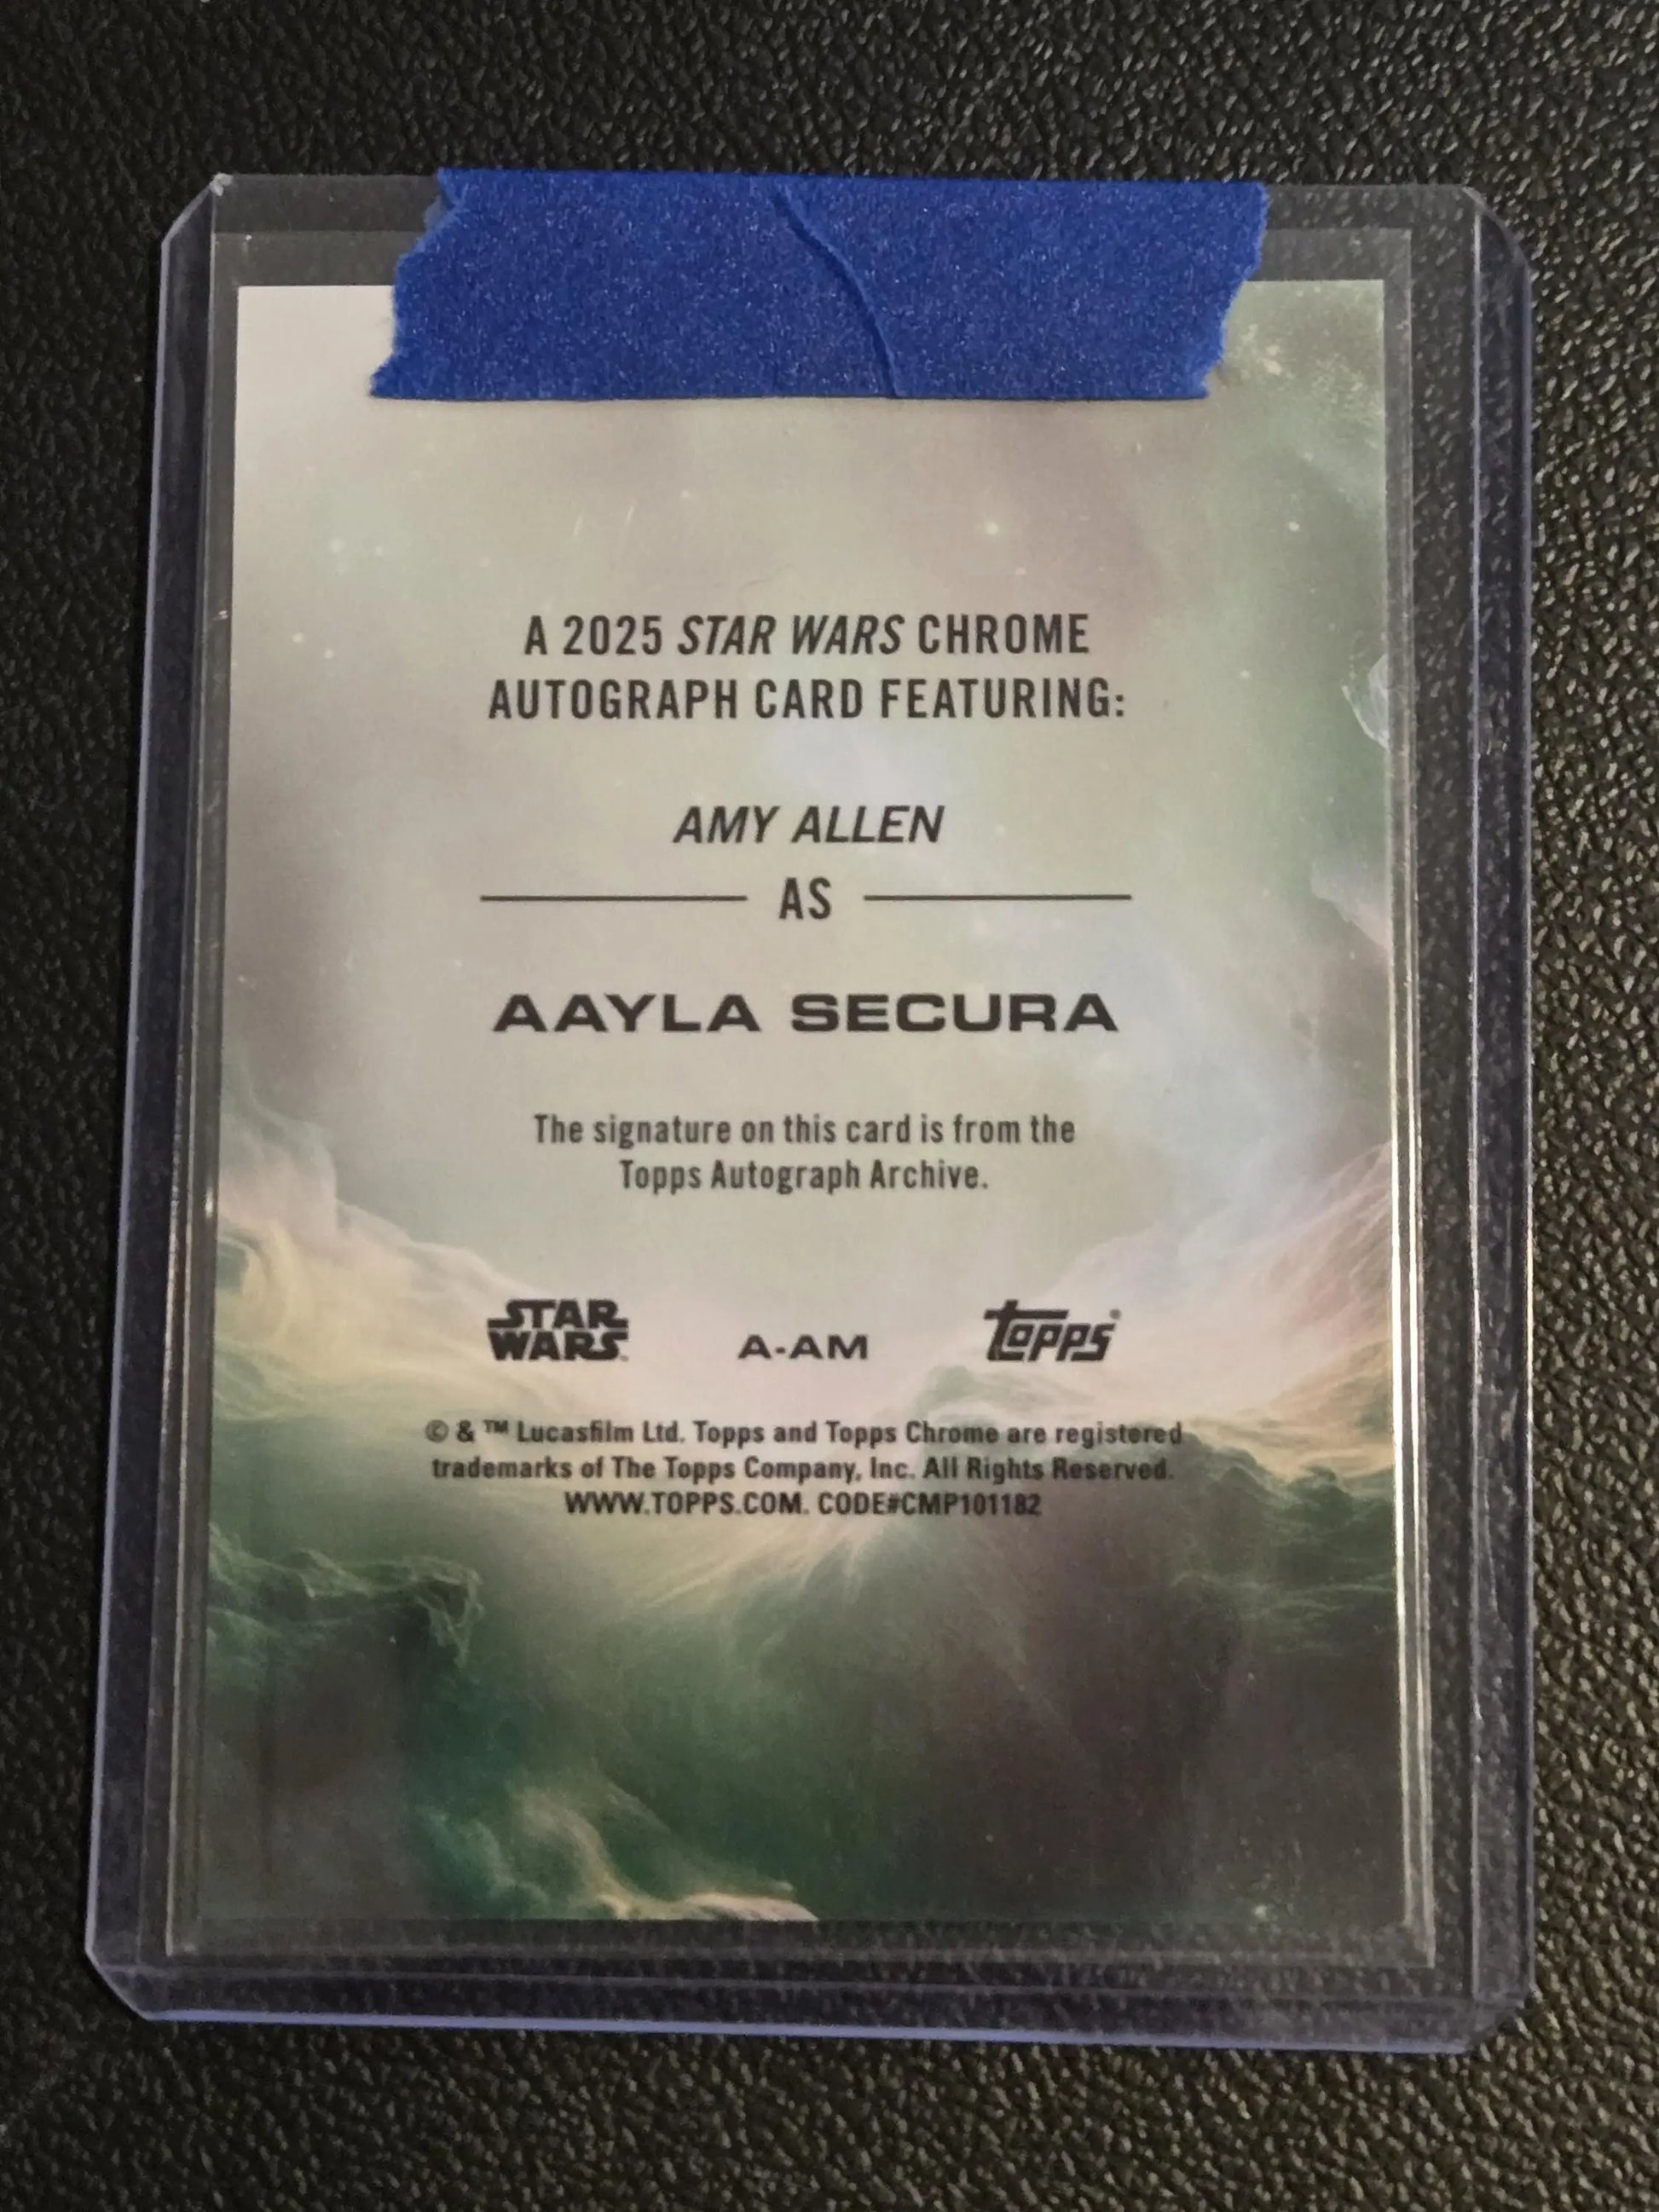 A 2025 STAR WARS CHROME
AUTOGRAPH CARD FEATURING:
AMY ALLEN
AS
AAYLA SECURA
The signature on this card is from the
Topps Autograph Archive.
STAR WARS
A-AM
Topps®
© & ™ Lucasfilm Ltd. Topps and Topps Chrome are registered
trademarks of The Topps Company, Inc. All Rights Reserved.
WWW.TOPPS.COM. CODE#CMP101182